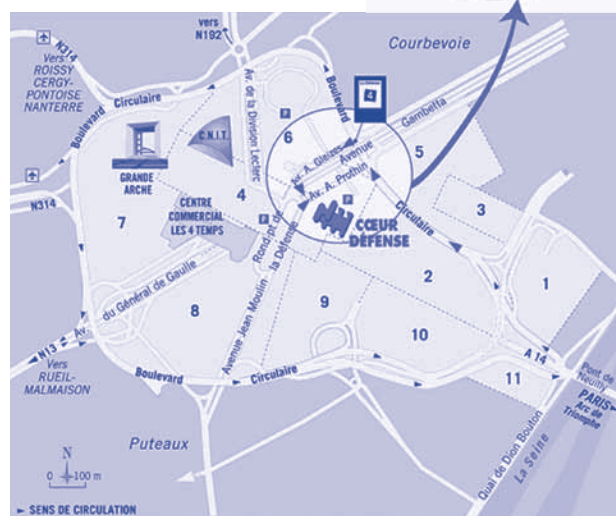 vers
N192
Courbevoie
N314
Vers
ROISSY
CERGY-
PONTOISE
NANTERRE
Boulevard
Circulaire
Av. de la Division Leclerc
Boulevard
4
Gambetta
Avenue
P
6
C.N.I.T.
Av. A. Gleizes
5
GRANDE
ARCHE
Av. A. Prothin
N314
4
CENTRE
COMMERCIAL
LES 4 TEMPS
P
P
CŒUR
DÉFENSE
Circulaire
3
7
Rond-pt de
la Défense
2
1
Av. du Général de Gaulle
8
Avenue Jean Moulin
9
10
N13
Vers
RUEIL-
MALMAISON
Boulevard
Circulaire
A 14
11
Pont de
Neuilly
PARIS
Arc de
Triomphe
Puteaux
Quai de Dion Bouton
La Seine
N
0 100 m
SENS DE CIRCULATION